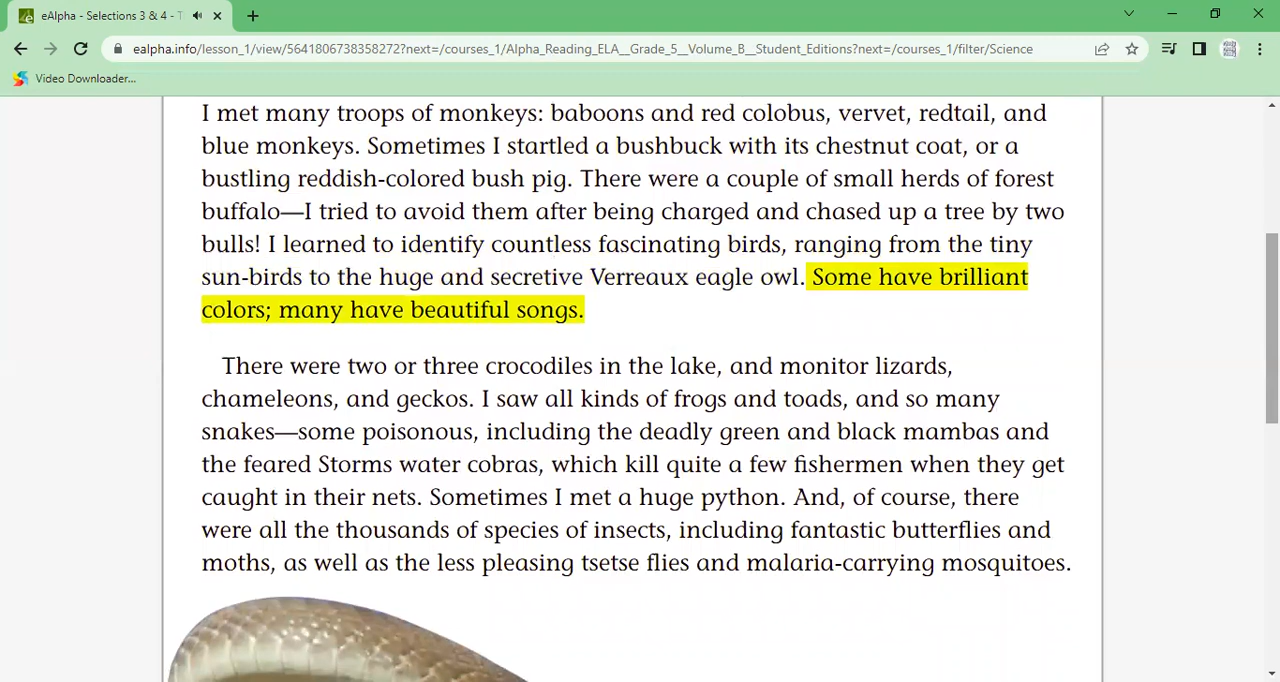 eAlpha - Selections 3 & 4 - T
ealpha.info/lesson_1/view/5641806738358272?next=/courses_1/Alpha_Reading_ELA__Grade_5__Volume_B__Student_Editions?next=/courses_1/filter/Science
Video Downloader...
I met many troops of monkeys: baboons and red colobus, vervet, redtail, and
blue monkeys. Sometimes I startled a bushbuck with its chestnut coat, or a
bustling reddish-colored bush pig. There were a couple of small herds of forest
buffalo—I tried to avoid them after being charged and chased up a tree by two
bulls! I learned to identify countless fascinating birds, ranging from the tiny
sun-birds to the huge and secretive Verreaux eagle owl. Some have brilliant
colors; many have beautiful songs.
There were two or three crocodiles in the lake, and monitor lizards,
chameleons, and geckos. I saw all kinds of frogs and toads, and so many
snakes—some poisonous, including the deadly green and black mambas and
the feared Storms water cobras, which kill quite a few fishermen when they get
caught in their nets. Sometimes I met a huge python. And, of course, there
were all the thousands of species of insects, including fantastic butterflies and
moths, as well as the less pleasing tsetse flies and malaria-carrying mosquitoes.